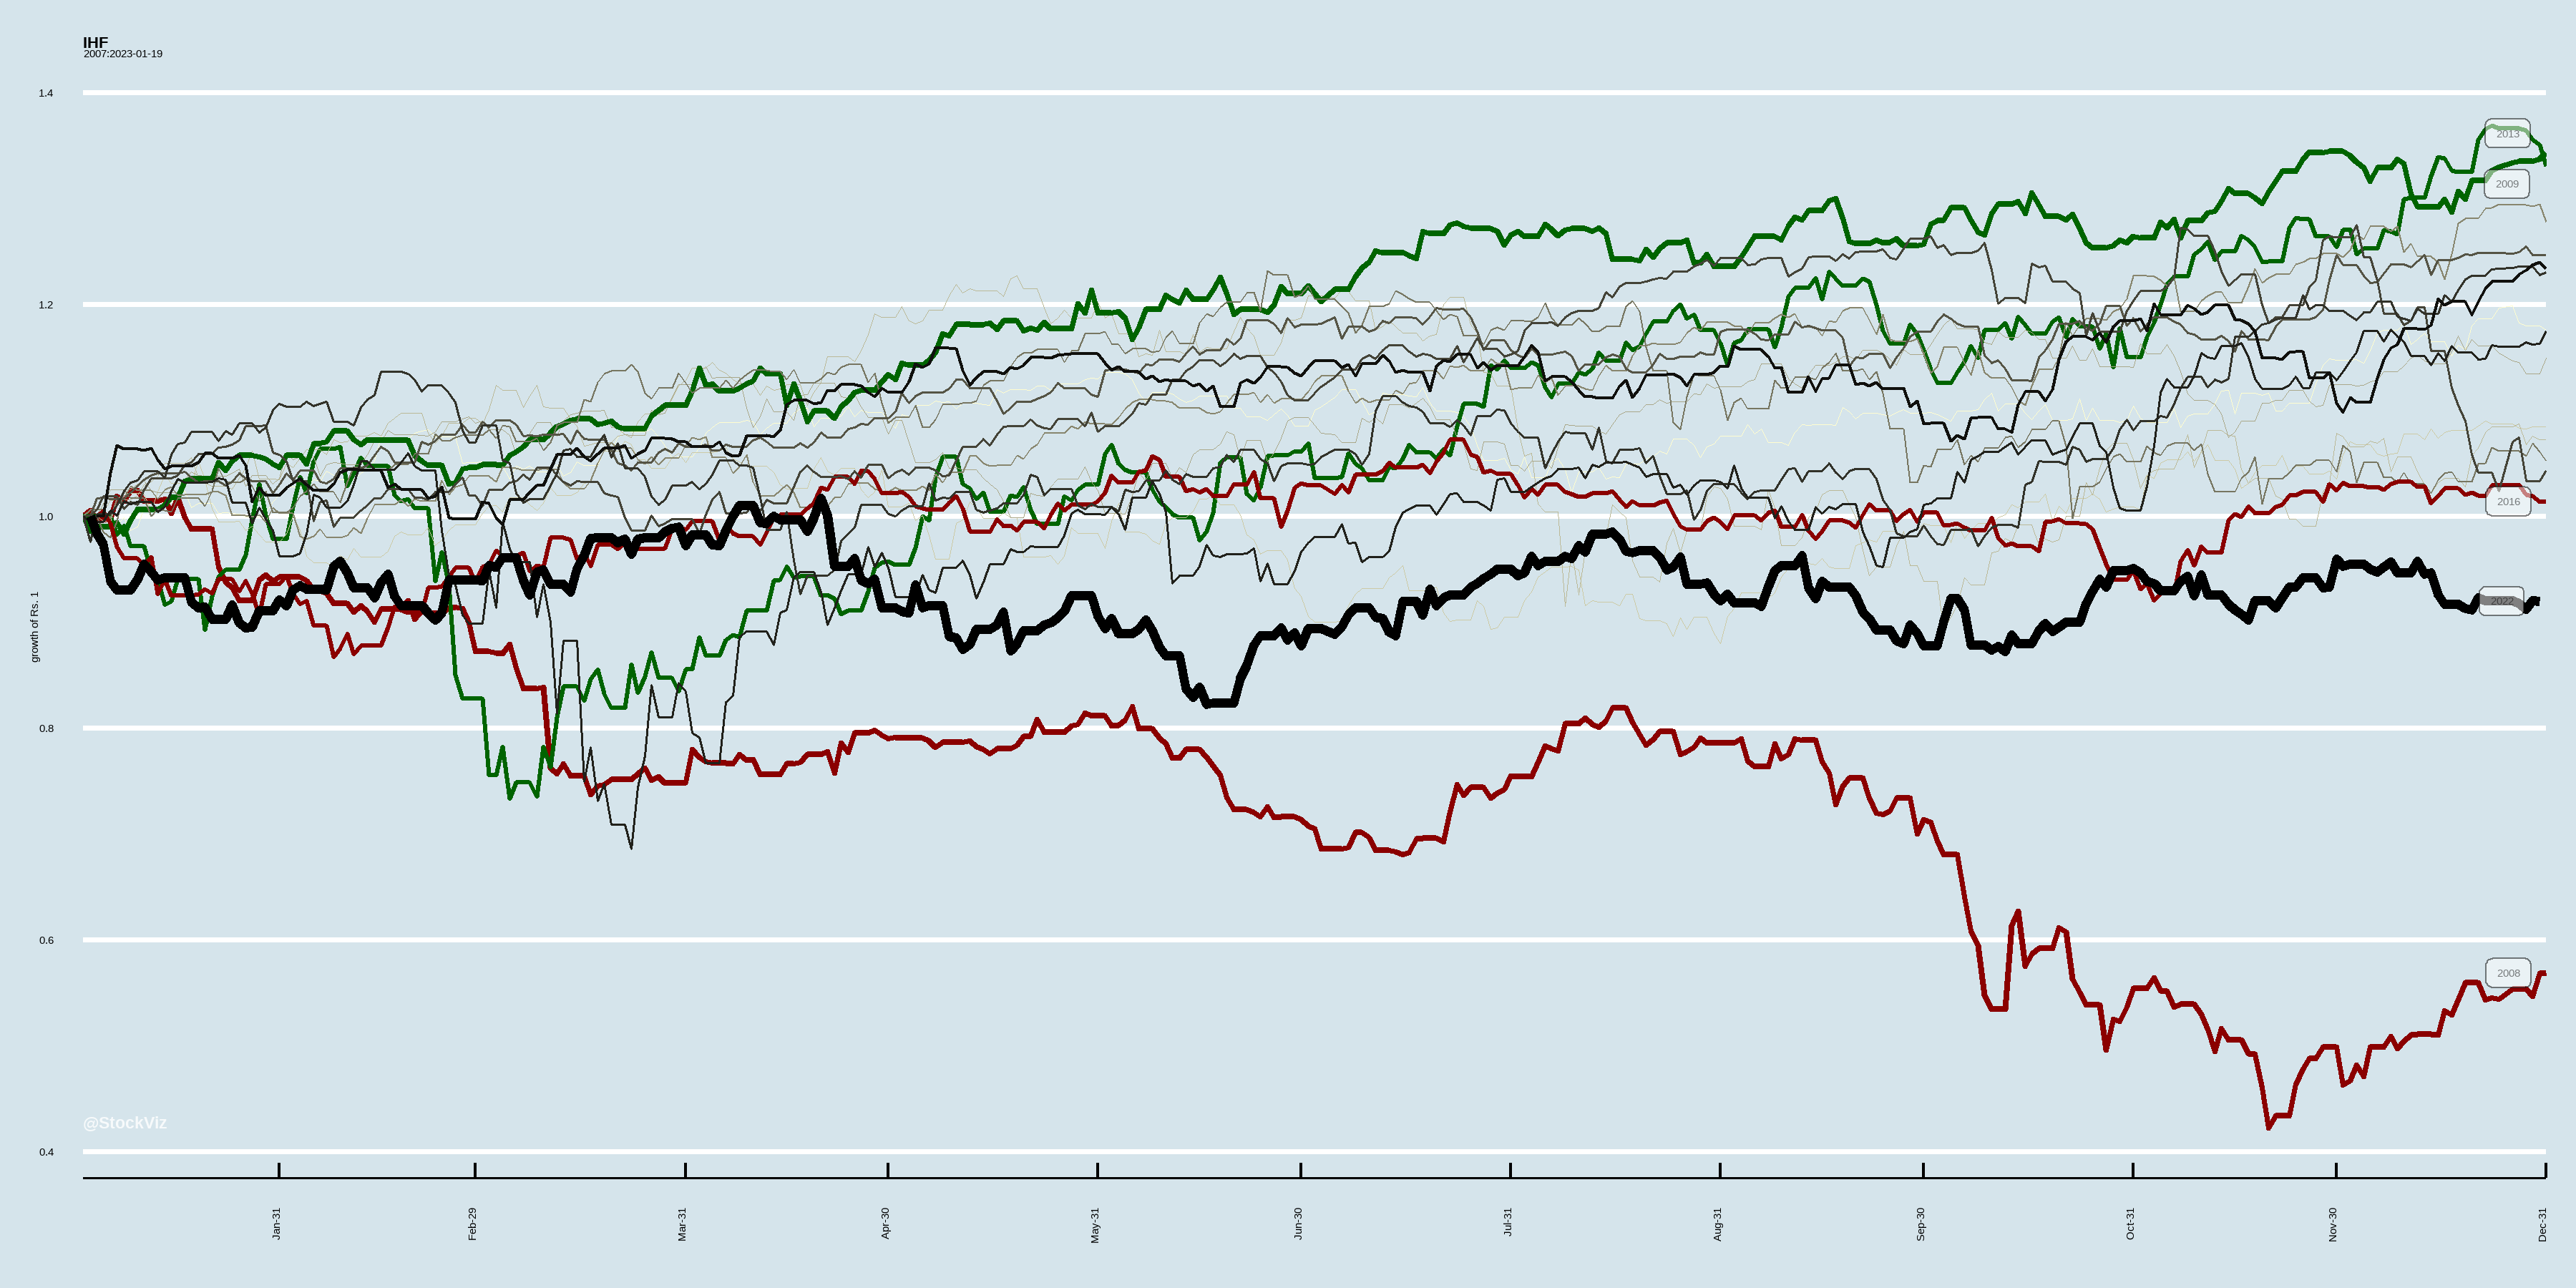 IHF
2007:2023-01-19
1.4
1.2
1.0
0.8
0.6
0.4
growth of Rs. 1
2013
2009
2016
2022
2008
@StockViz
Jan-31
Feb-29
Mar-31
Apr-30
May-31
Jun-30
Jul-31
Aug-31
Sep-30
Oct-31
Nov-30
Dec-31